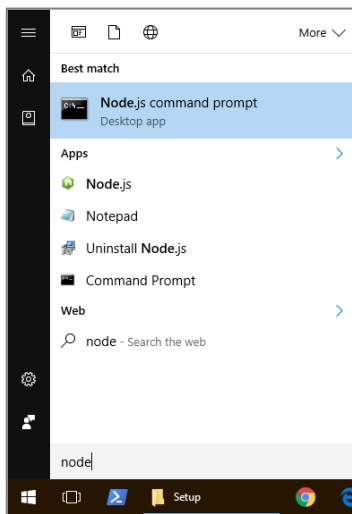 More
Best match
Node.js command prompt
Desktop app
Apps
Node.js
Notepad
Uninstall Node.js
Command Prompt
Web
node - Search the web
node
Setup